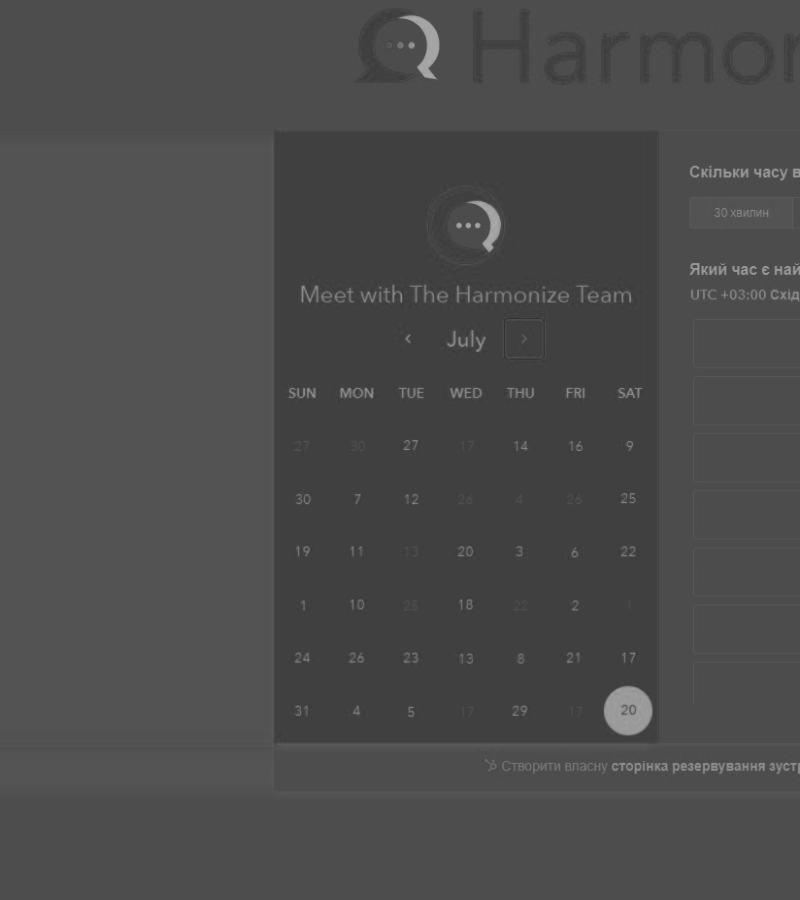 Harmon
Meet with The Harmonize Team
‹ July ›
SUN MON TUE WED THU FRI SAT
27 30 27 17 14 16 9
30 7 12 26 4 26 25
19 11 13 20 3 6 22
1 10 25 18 22 2 1
24 26 23 13 8 21 17
31 4 5 17 29 17 20
Скільки часу в
30 хвилин
Який час є най
UTC +03:00 Схід
Створити власну сторінка резервування зуст